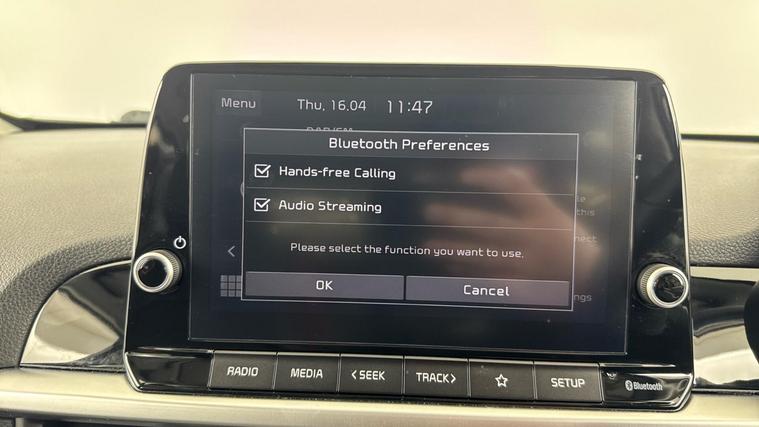 Menu Thu, 16.04 11:47
Bluetooth Preferences
Hands-free Calling
Audio Streaming
Please select the function you want to use.
OK Cancel
RADIO MEDIA <SEEK TRACK> SETUP Bluetooth